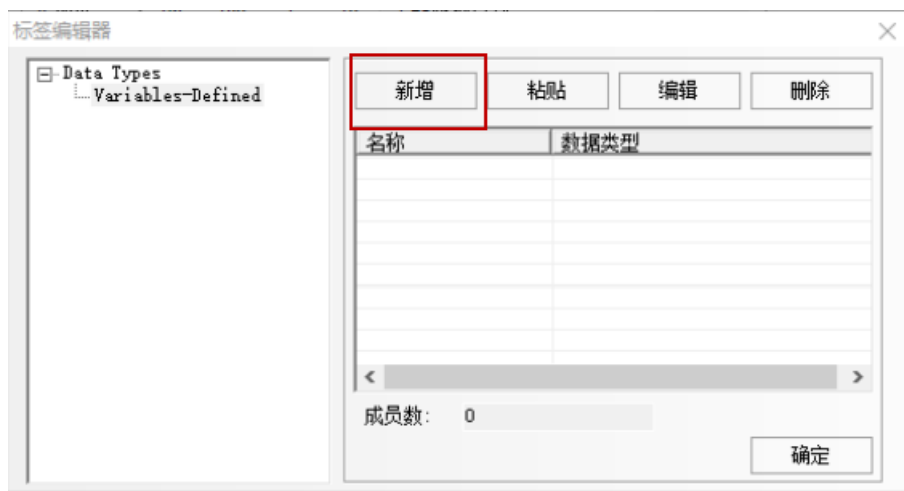 标签编辑器
Data Types
Variables-Defined
新增 粘贴 编辑 删除
名称 数据类型
成员数: 0
确定